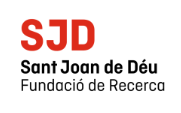 SJD
Sant Joan de Déu
Fundació de Recerca